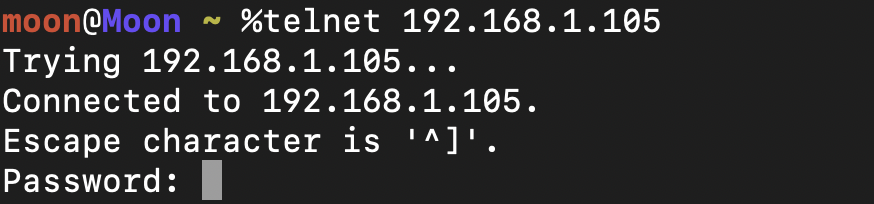 moon@Moon ~ %telnet 192.168.1.105
Trying 192.168.1.105...
Connected to 192.168.1.105.
Escape character is '^]'.
Password: